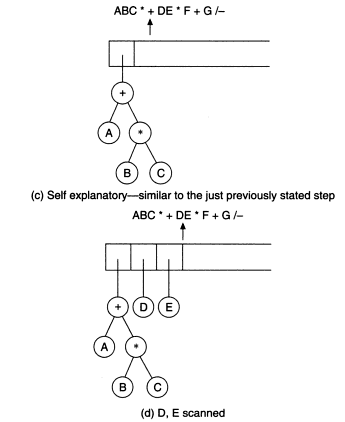 ABC * + DE * F + G /–
+
A *
B C
(c) Self explanatory—similar to the just previously stated step
ABC * + DE * F + G /–
+ D E
A *
B C
(d) D, E scanned